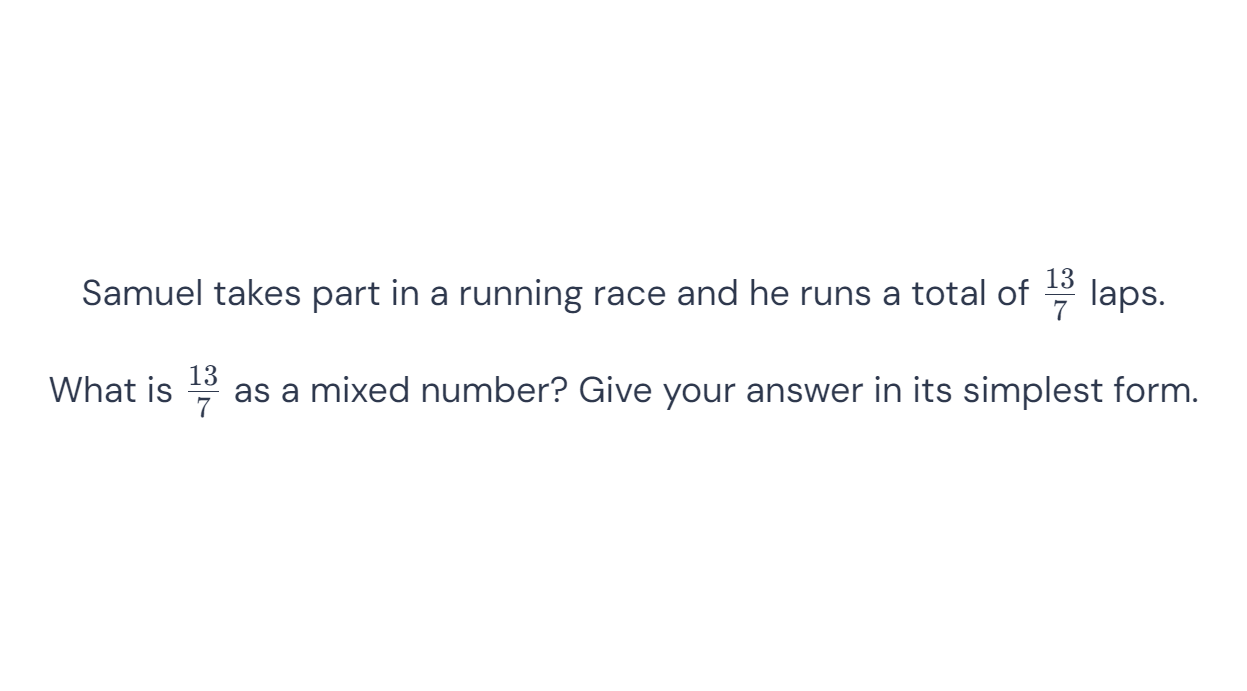 Samuel takes part in a running race and he runs a total of $\frac{13}{7}$ laps.
What is $\frac{13}{7}$ as a mixed number? Give your answer in its simplest form.